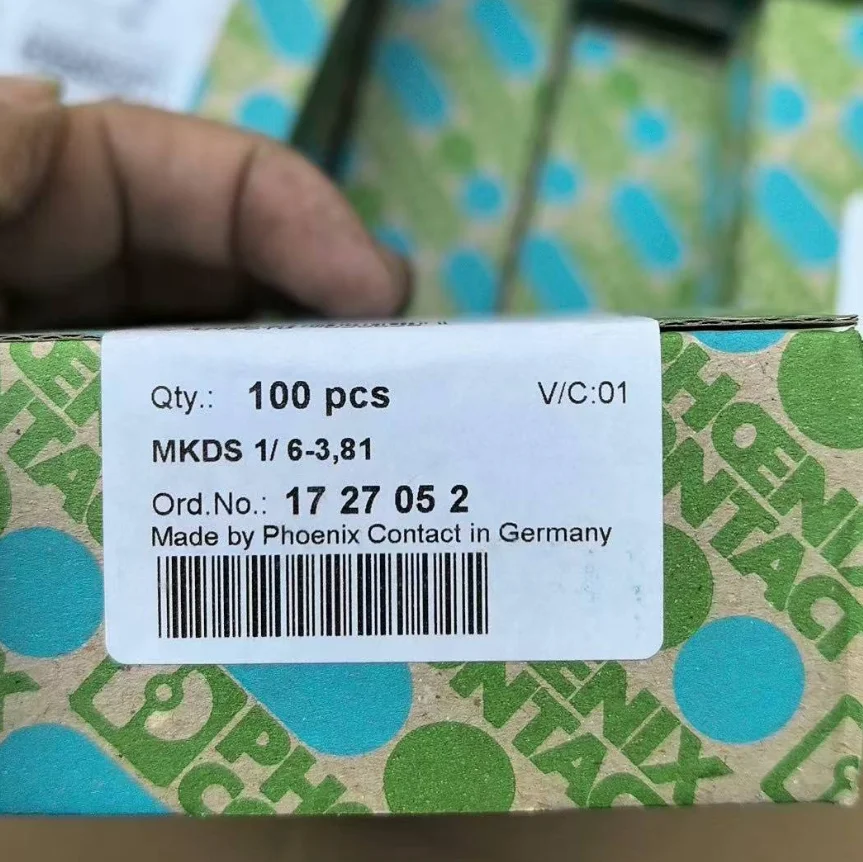 Qty.: 100 pcs V/C:01
MKDS 1/ 6-3,81
Ord.No.: 17 27 05 2
Made by Phoenix Contact in Germany
PHŒNIX
CONTACT